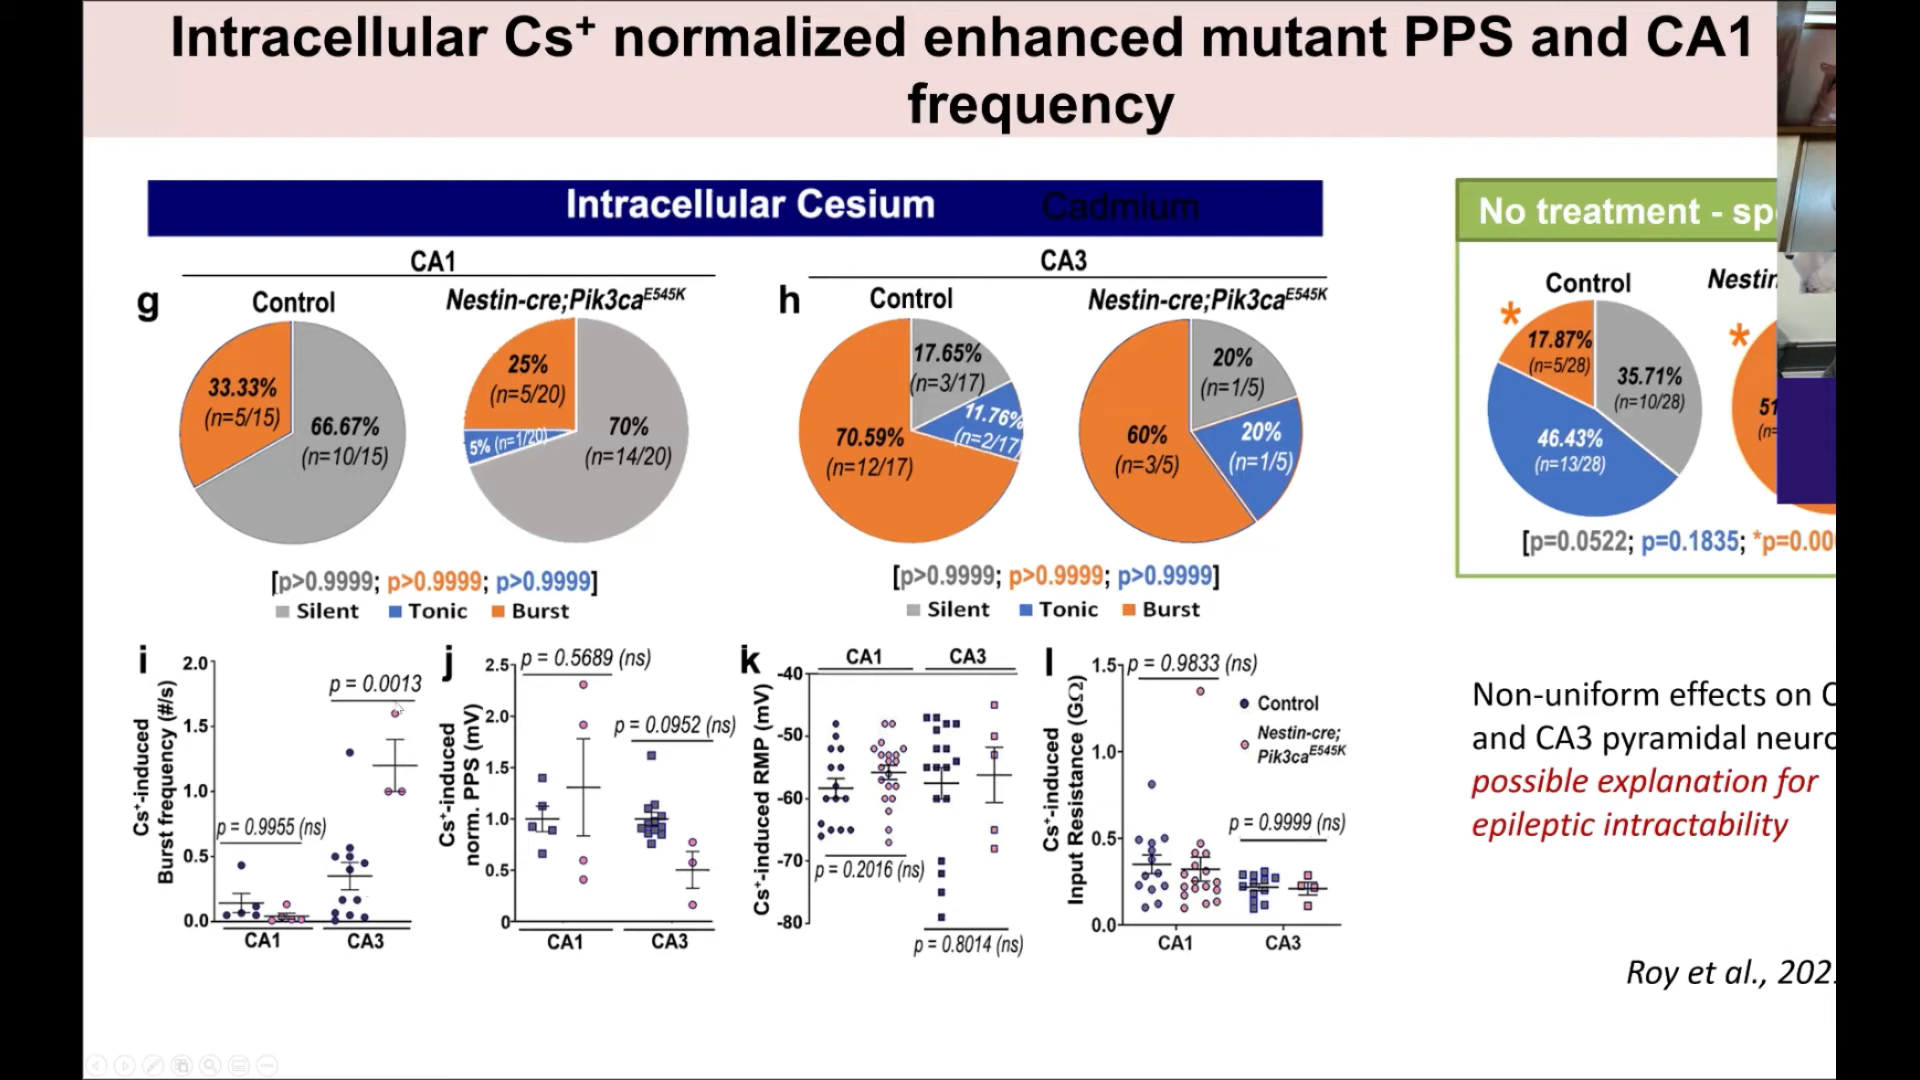 Intracellular Cs⁺ normalized enhanced mutant PPS and CA1
frequency
Intracellular Cesium
Cadmium
CA1
g
Control
Nestin-cre;Pik3caE545K
33.33%
(n=5/15)
66.67%
(n=10/15)
25%
(n=5/20)
5% (n=1/20)
70%
(n=14/20)
[p>0.9999; p>0.9999; p>0.9999]
Silent Tonic Burst
CA3
h
Control
Nestin-cre;Pik3caE545K
17.65%
(n=3/17)
11.76%
(n=2/17)
70.59%
(n=12/17)
20%
(n=1/5)
20%
(n=1/5)
60%
(n=3/5)
[p>0.9999; p>0.9999; p>0.9999]
Silent Tonic Burst
No treatment - sp
Control
Nestin
*
17.87%
(n=5/28)
35.71%
(n=10/28)
46.43%
(n=13/28)
*
51
(n=
[p=0.0522; p=0.1835; *p=0.00
i
Cs⁺-induced
Burst frequency (#/s)
2.0
1.5
1.0
0.5
0.0
p = 0.0013
p = 0.9955 (ns)
CA1
CA3
j
Cs⁺-induced
norm. PPS (mV)
2.5
2.0
1.5
1.0
0.5
0
p = 0.5689 (ns)
p = 0.0952 (ns)
CA1
CA3
k
Cs⁺-induced RMP (mV)
CA1
CA3
-40
-50
-60
-70
-80
p = 0.2016 (ns)
p = 0.8014 (ns)
l
Cs⁺-induced
Input Resistance (GΩ)
1.5
1.0
0.5
0.0
p = 0.9833 (ns)
Control
Nestin-cre;
Pik3caE545K
p = 0.9999 (ns)
CA1
CA3
Non-uniform effects on C
and CA3 pyramidal neuro
possible explanation for
epileptic intractability
Roy et al., 202